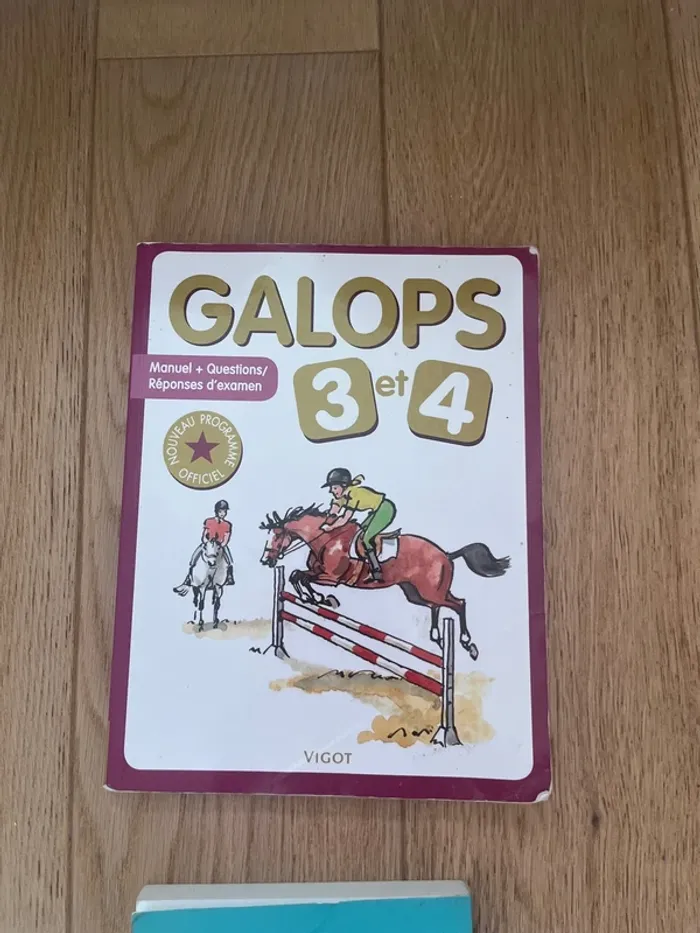 GALOPS
Manuel + Questions/
Réponses d'examen
3 et 4
NOUVEAU PROGRAMME
OFFICIEL
VIGOT